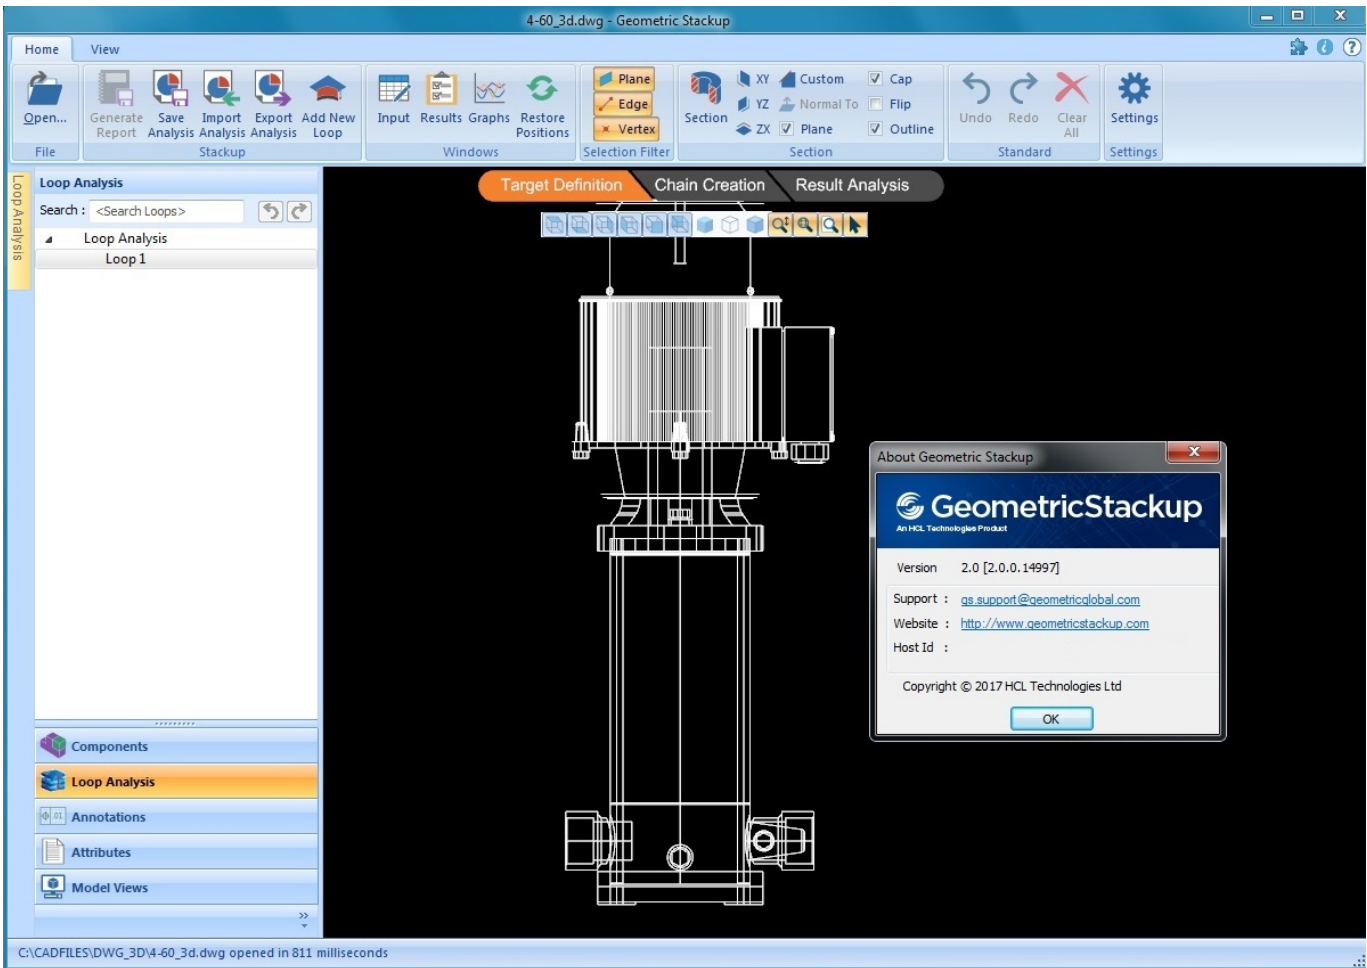 4-60_3d.dwg - Geometric Stackup
Home View
Open... Generate Report Save Analysis Import Analysis Export Analysis Add New Loop Input Results Graphs Restore Positions Plane Edge Vertex Section XY Custom Cap YZ Normal To Flip ZX Plane Outline Undo Redo Clear All Settings
File Stackup Windows Selection Filter Section Standard Settings
Loop Analysis
Loop Analysis
Target Definition Chain Creation Result Analysis
Search : <Search Loops>
Loop Analysis
Loop 1
About Geometric Stackup
GeometricStackup
An HCL Technologies Product
Version 2.0 [2.0.0.14997]
Support : gs.support@geometricglobal.com
Website : http://www.geometricstackup.com
Host Id :
Copyright © 2017 HCL Technologies Ltd
OK
Components
Loop Analysis
.01 Annotations
Attributes
Model Views
C:\CADFILES\DWG_3D\4-60_3d.dwg opened in 811 milliseconds